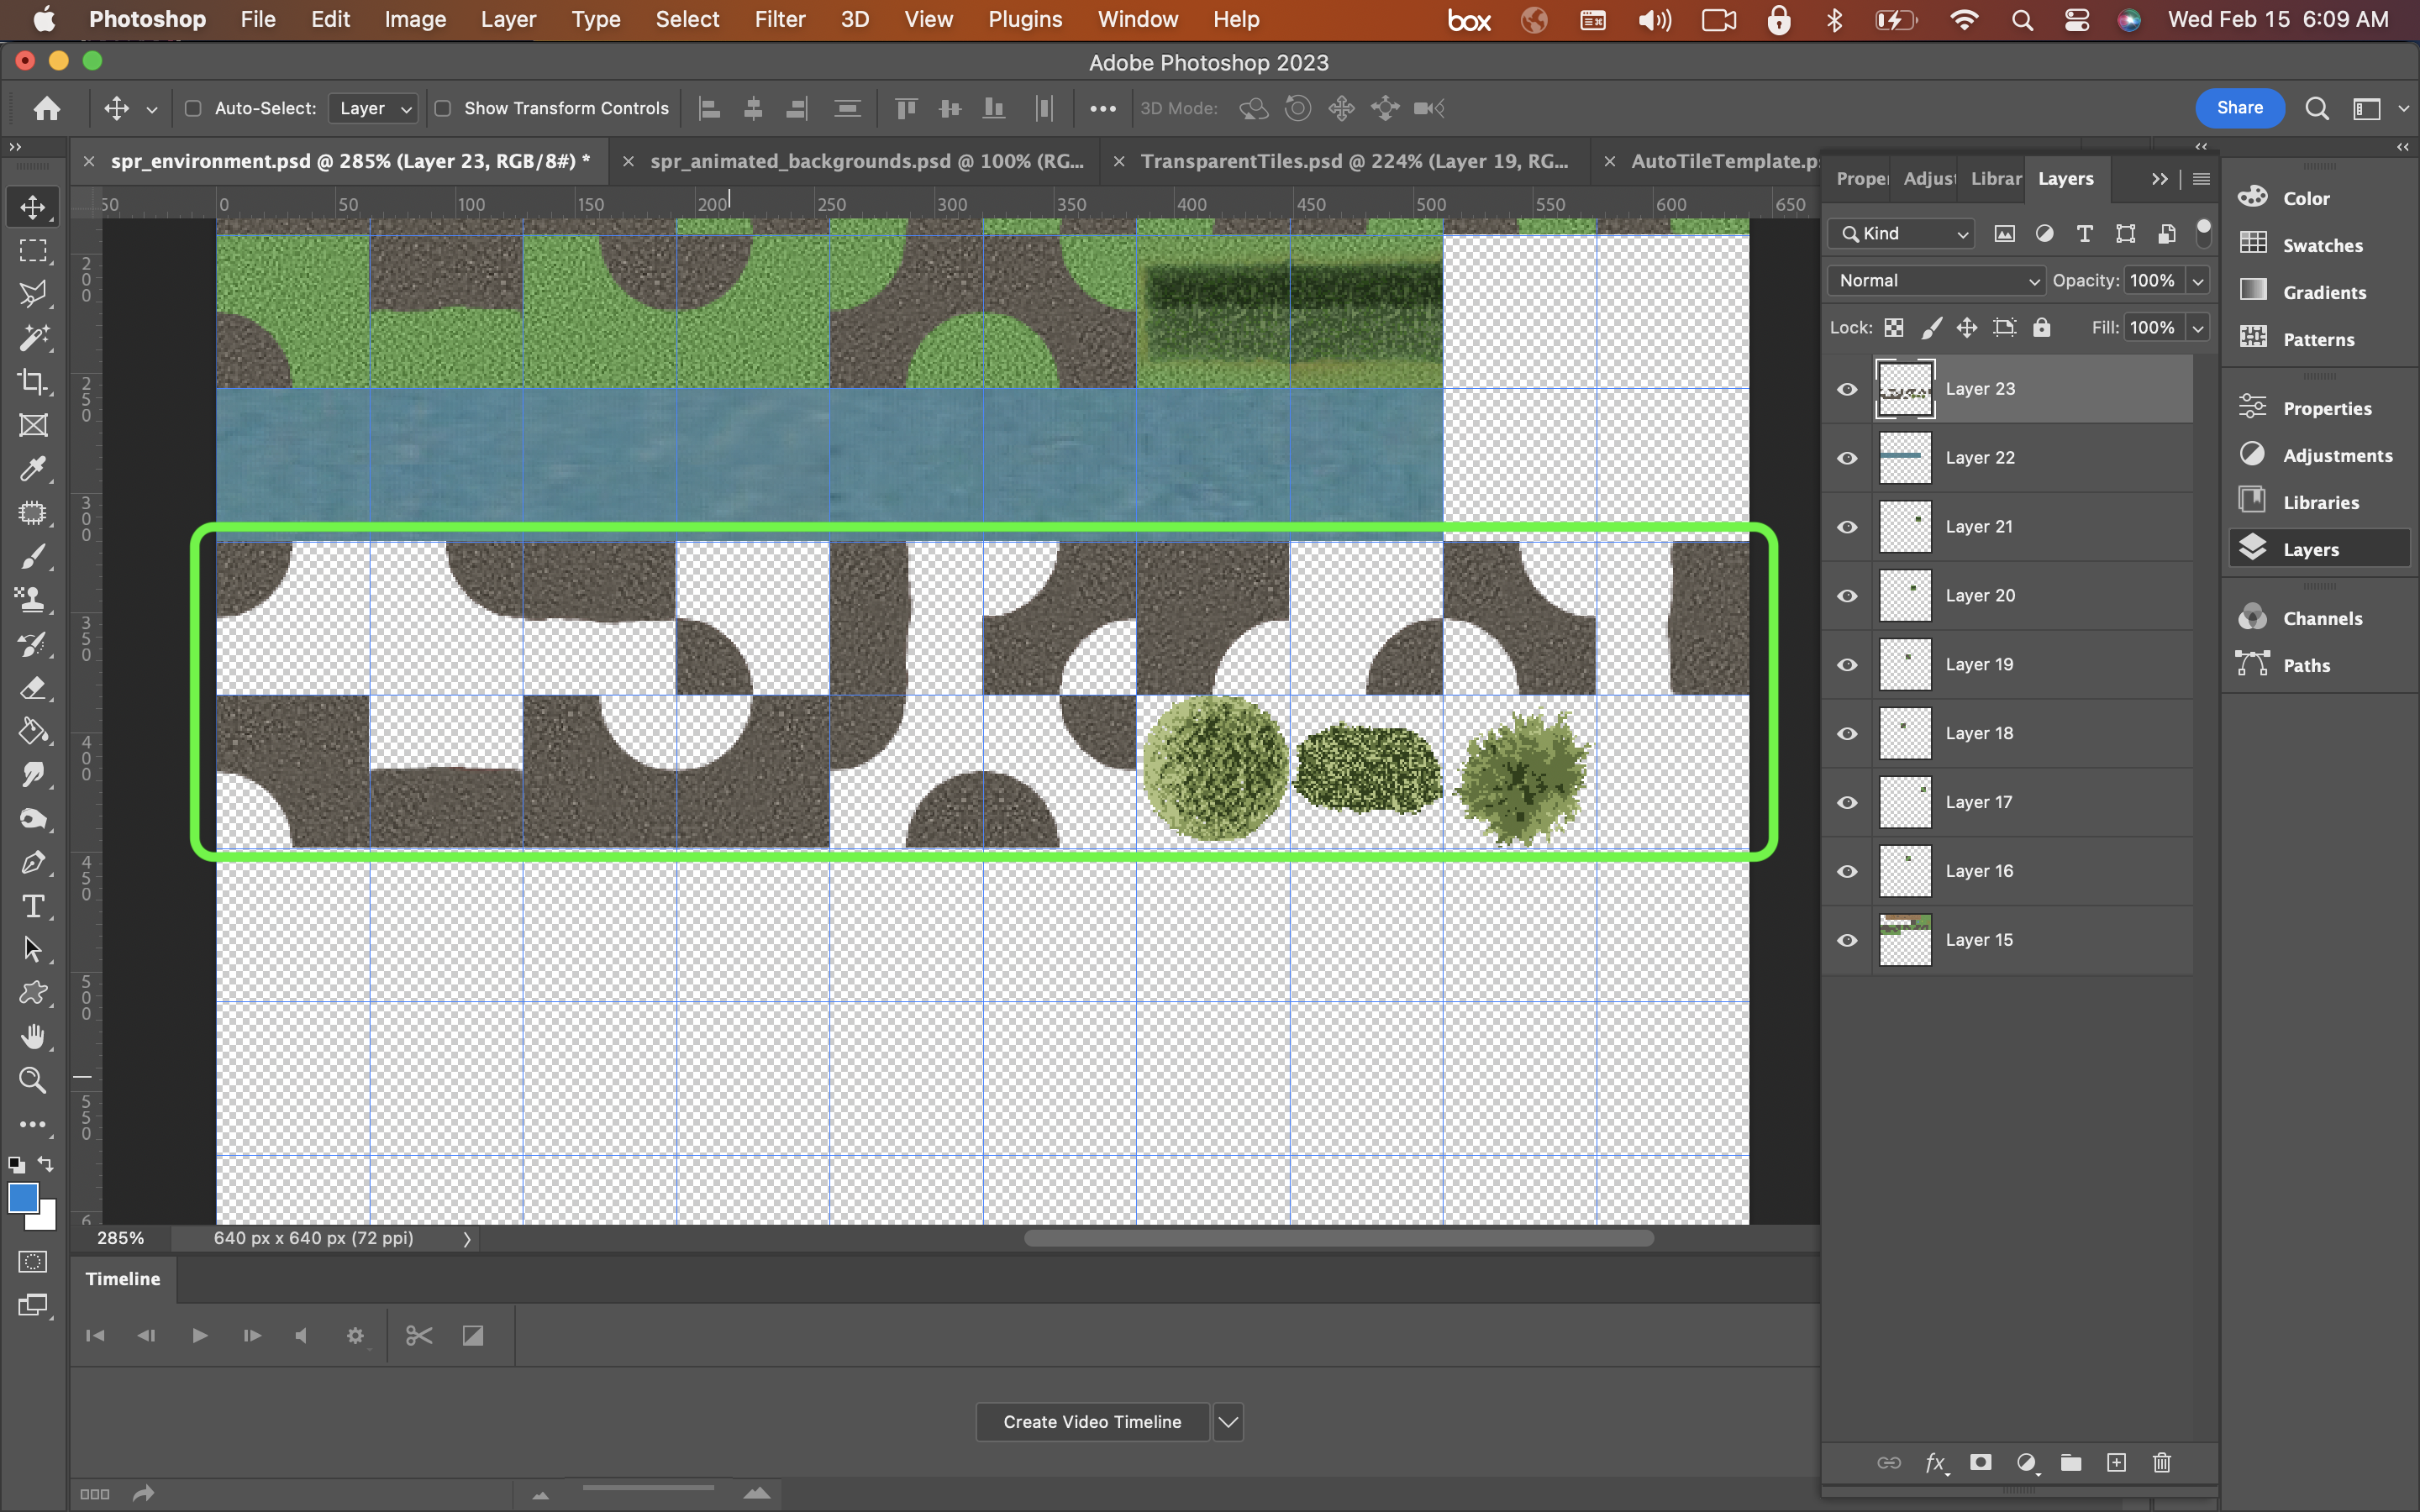 Photoshop File Edit Image Layer Type Select Filter 3D View Plugins Window Help box Wed Feb 15 6:09 AM
Adobe Photoshop 2023
Auto-Select: Layer Show Transform Controls 3D Mode: Share
spr_environment.psd @ 285% (Layer 23, RGB/8#) * spr_animated_backgrounds.psd @ 100% (RG... TransparentTiles.psd @ 224% (Layer 19, RG... AutoTileTemplate.p
50 0 50 100 150 200 250 300 350 400 450 500 550 600 650
200
250
300
350
400
450
500
550
6
Proper Adjust Librar Layers
Kind
Normal Opacity: 100%
Lock: Fill: 100%
Layer 23
Layer 22
Layer 21
Layer 20
Layer 19
Layer 18
Layer 17
Layer 16
Layer 15
fx
Color
Swatches
Gradients
Patterns
Properties
Adjustments
Libraries
Layers
Channels
Paths
285% 640 px x 640 px (72 ppi)
Timeline
Create Video Timeline